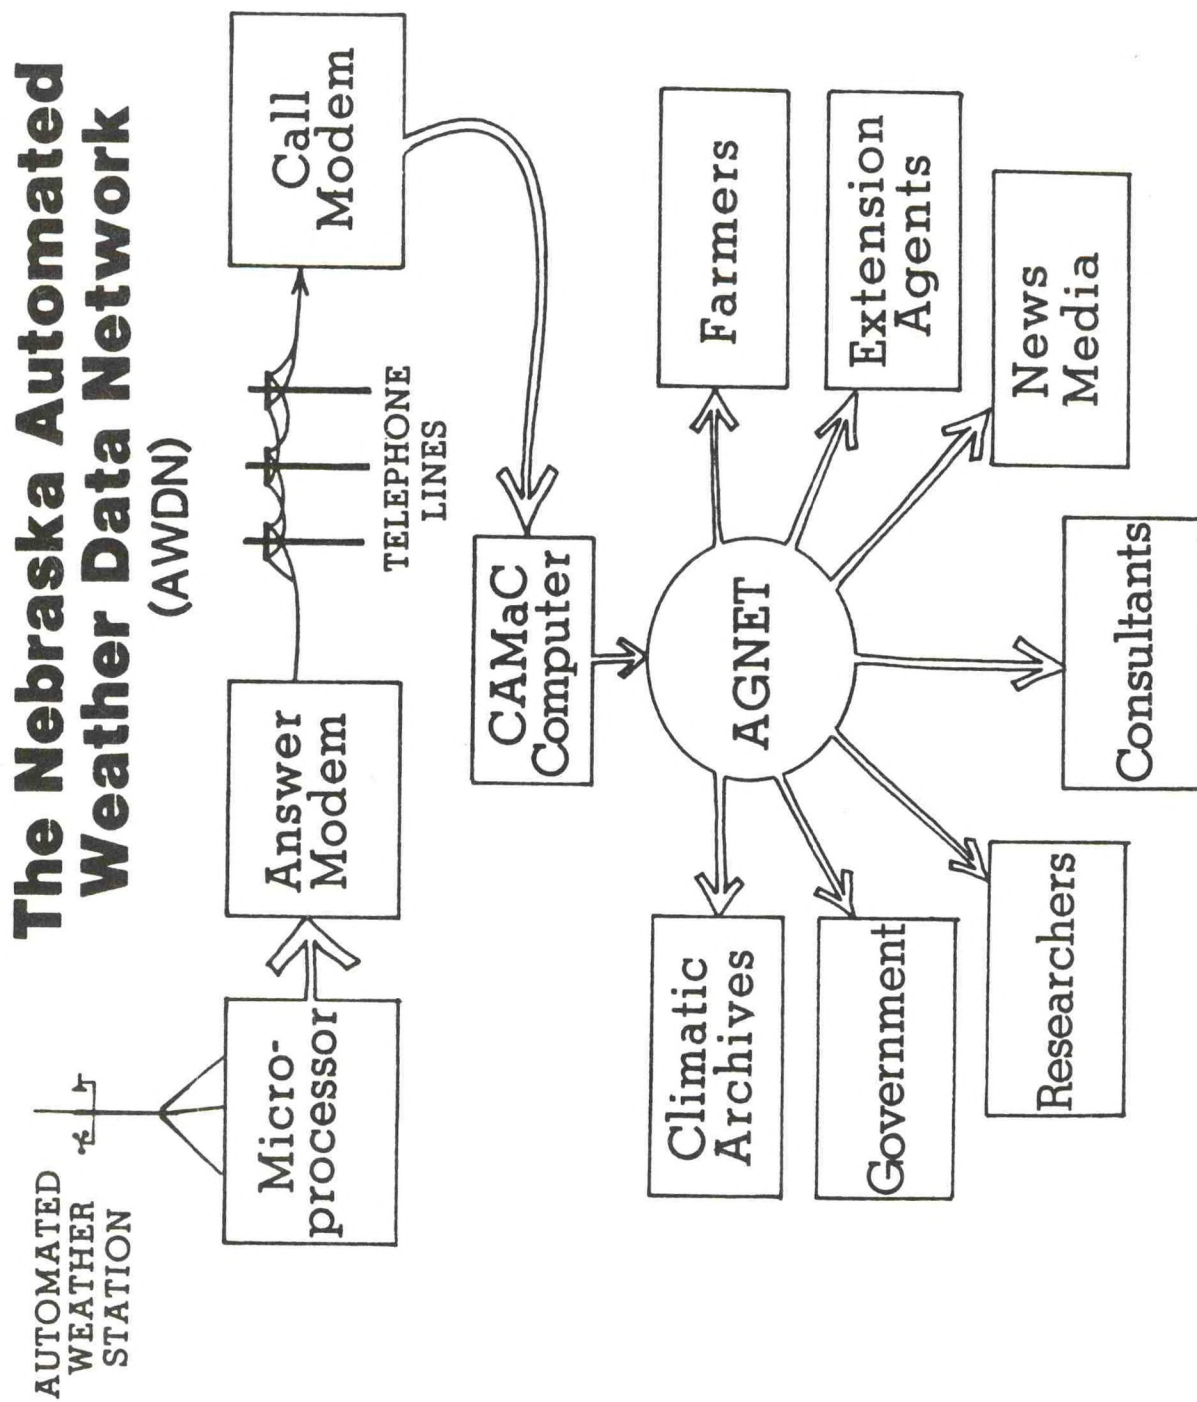 The Nebraska Automated
Weather Data Network
(AWDN)
AUTOMATED
WEATHER
STATION
Micro-
processor
Answer
Modem
TELEPHONE
LINES
Call
Modem
CAMaC
Computer
AGNET
Climatic
Archives
Government
Researchers
Consultants
News
Media
Extension
Agents
Farmers